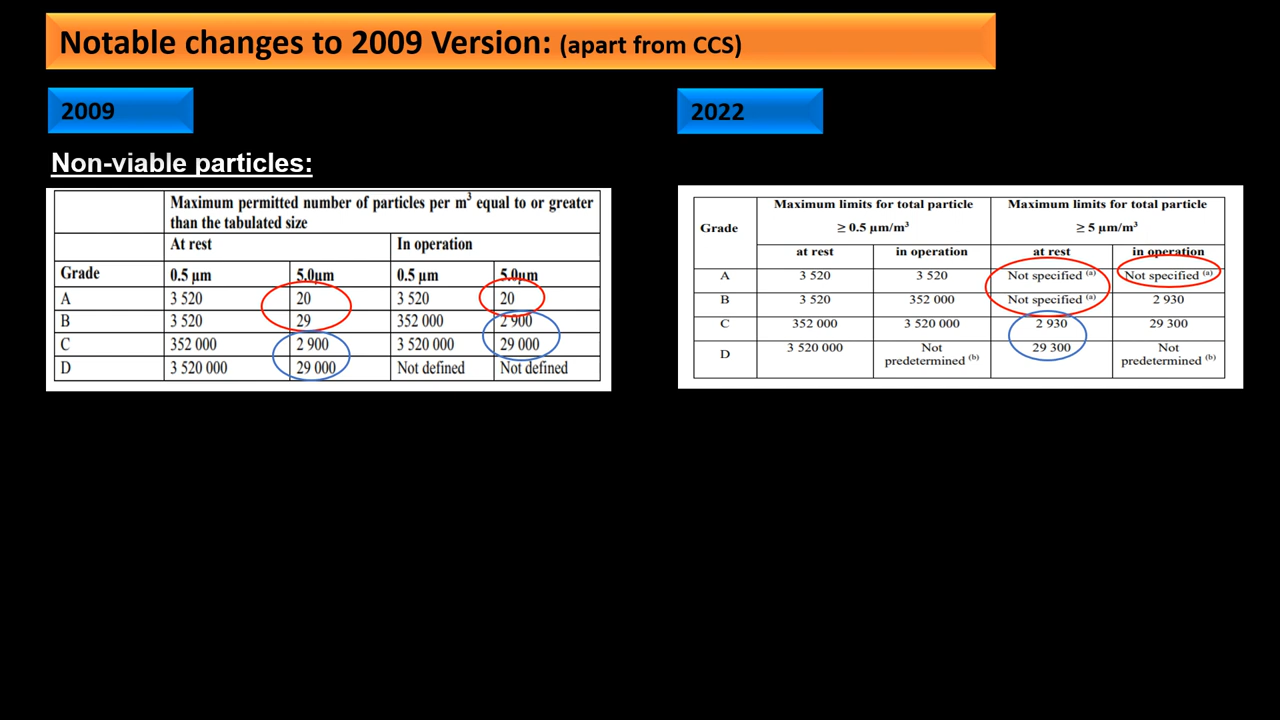 Notable changes to 2009 Version: (apart from CCS)
2009
2022
Non-viable particles:
Maximum permitted number of particles per m3 equal to or greater
than the tabulated size
At rest In operation
Grade 0.5 µm 5.0µm 0.5 µm 5.0µm
A 3 520 20 3 520 20
B 3 520 29 352 000 2 900
C 352 000 2 900 3 520 000 29 000
D 3 520 000 29 000 Not defined Not defined
Grade
Maximum limits for total particle
≥ 0.5 µm/m3
Maximum limits for total particle
≥ 5 µm/m3
at rest in operation at rest in operation
A 3 520 3 520 Not specified (a) Not specified (a)
B 3 520 352 000 Not specified (a) 2 930
C 352 000 3 520 000 2 930 29 300
D 3 520 000 Not predetermined (b) 29 300 Not predetermined (b)